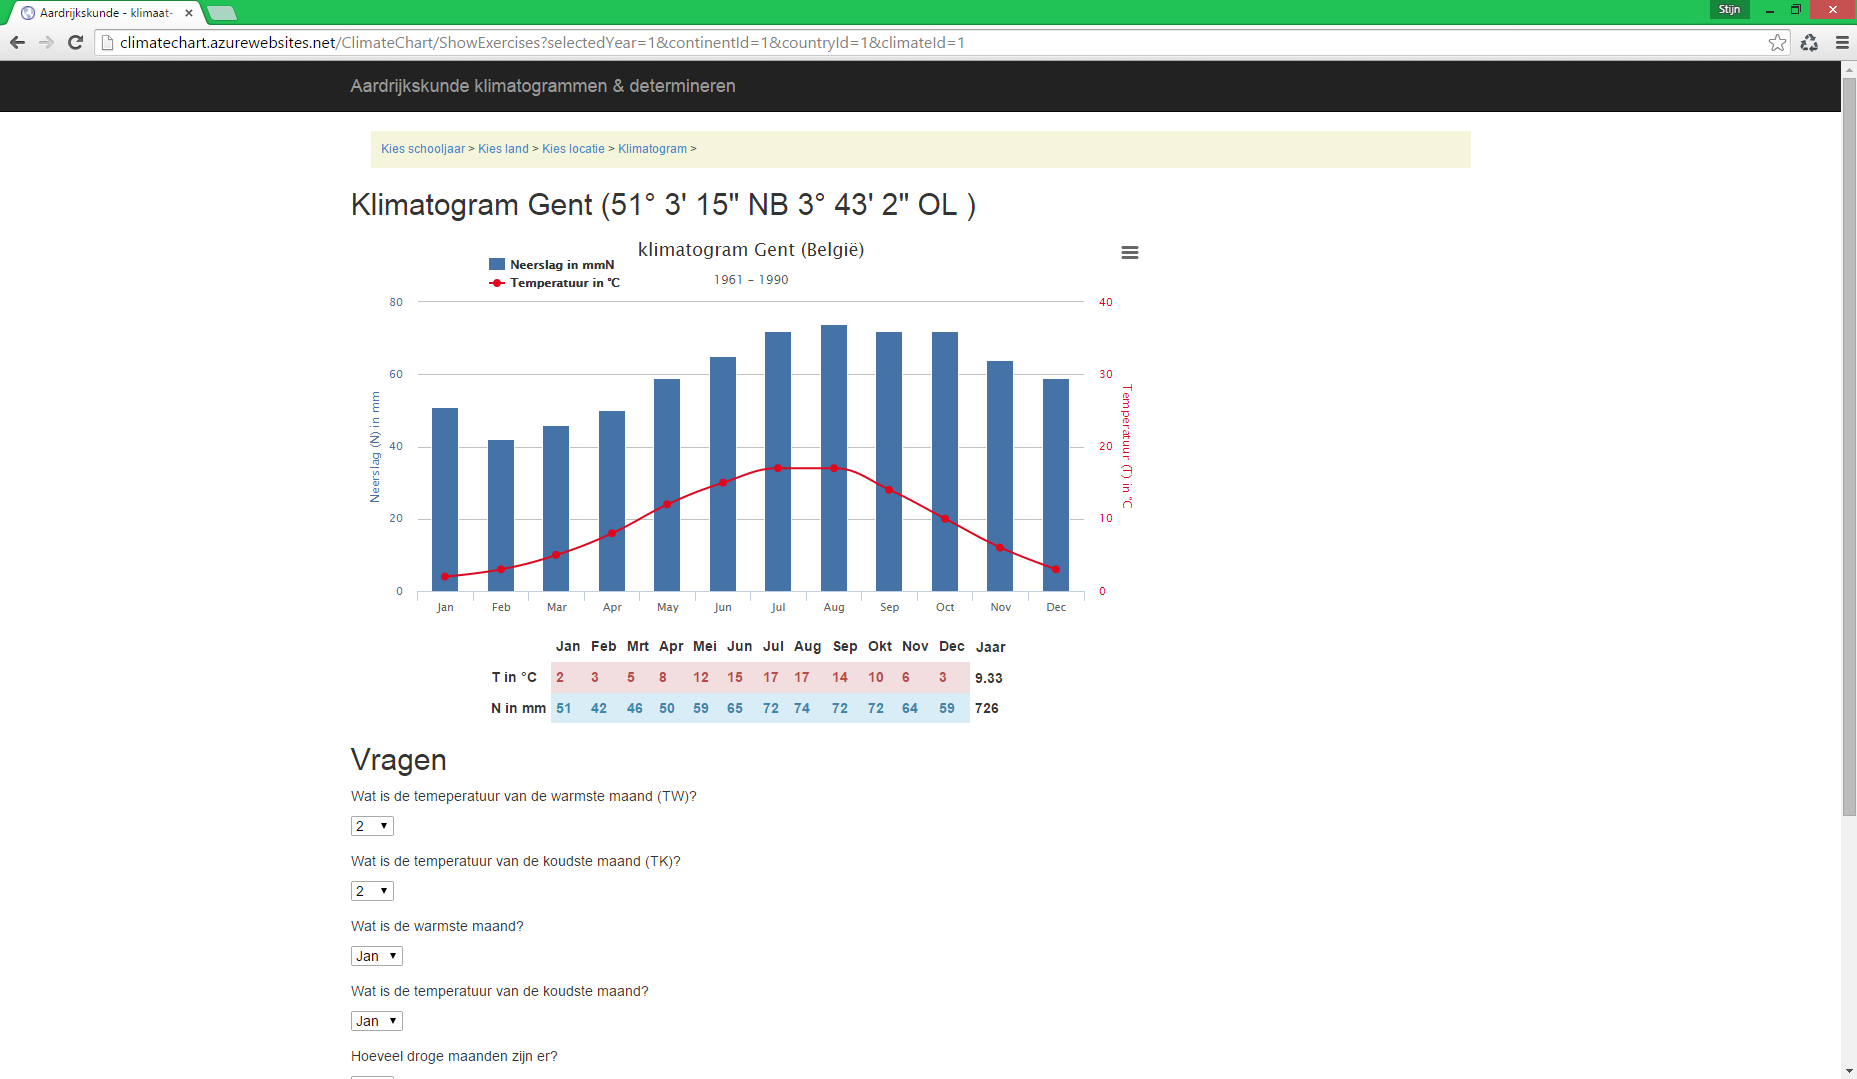 Aardrijkskunde - klimaat-
Stijn
climatechart.azurewebsites.net/ClimateChart/ShowExercises?selectedYear=1&continentId=1&countryId=1&climateId=1
Aardrijkskunde klimatogrammen & determineren
Kies schooljaar > Kies land > Kies locatie > Klimatogram >
Klimatogram Gent (51° 3' 15" NB 3° 43' 2" OL )
klimatogram Gent (België)
1961 - 1990
Neerslag in mmN
Temperatuur in °C
Neerslag (N) in mm
80
60
40
20
0
Temperatuur (T) in °C
40
30
20
10
0
Jan Feb Mar Apr May Jun Jul Aug Sep Oct Nov Dec
Jan Feb Mrt Apr Mei Jun Jul Aug Sep Okt Nov Dec Jaar
T in °C 2 3 5 8 12 15 17 17 14 10 6 3 9.33
N in mm 51 42 46 50 59 65 72 74 72 72 64 59 726
Vragen
Wat is de temeperatuur van de warmste maand (TW)?
2
Wat is de temperatuur van de koudste maand (TK)?
2
Wat is de warmste maand?
Jan
Wat is de temperatuur van de koudste maand?
Jan
Hoeveel droge maanden zijn er?